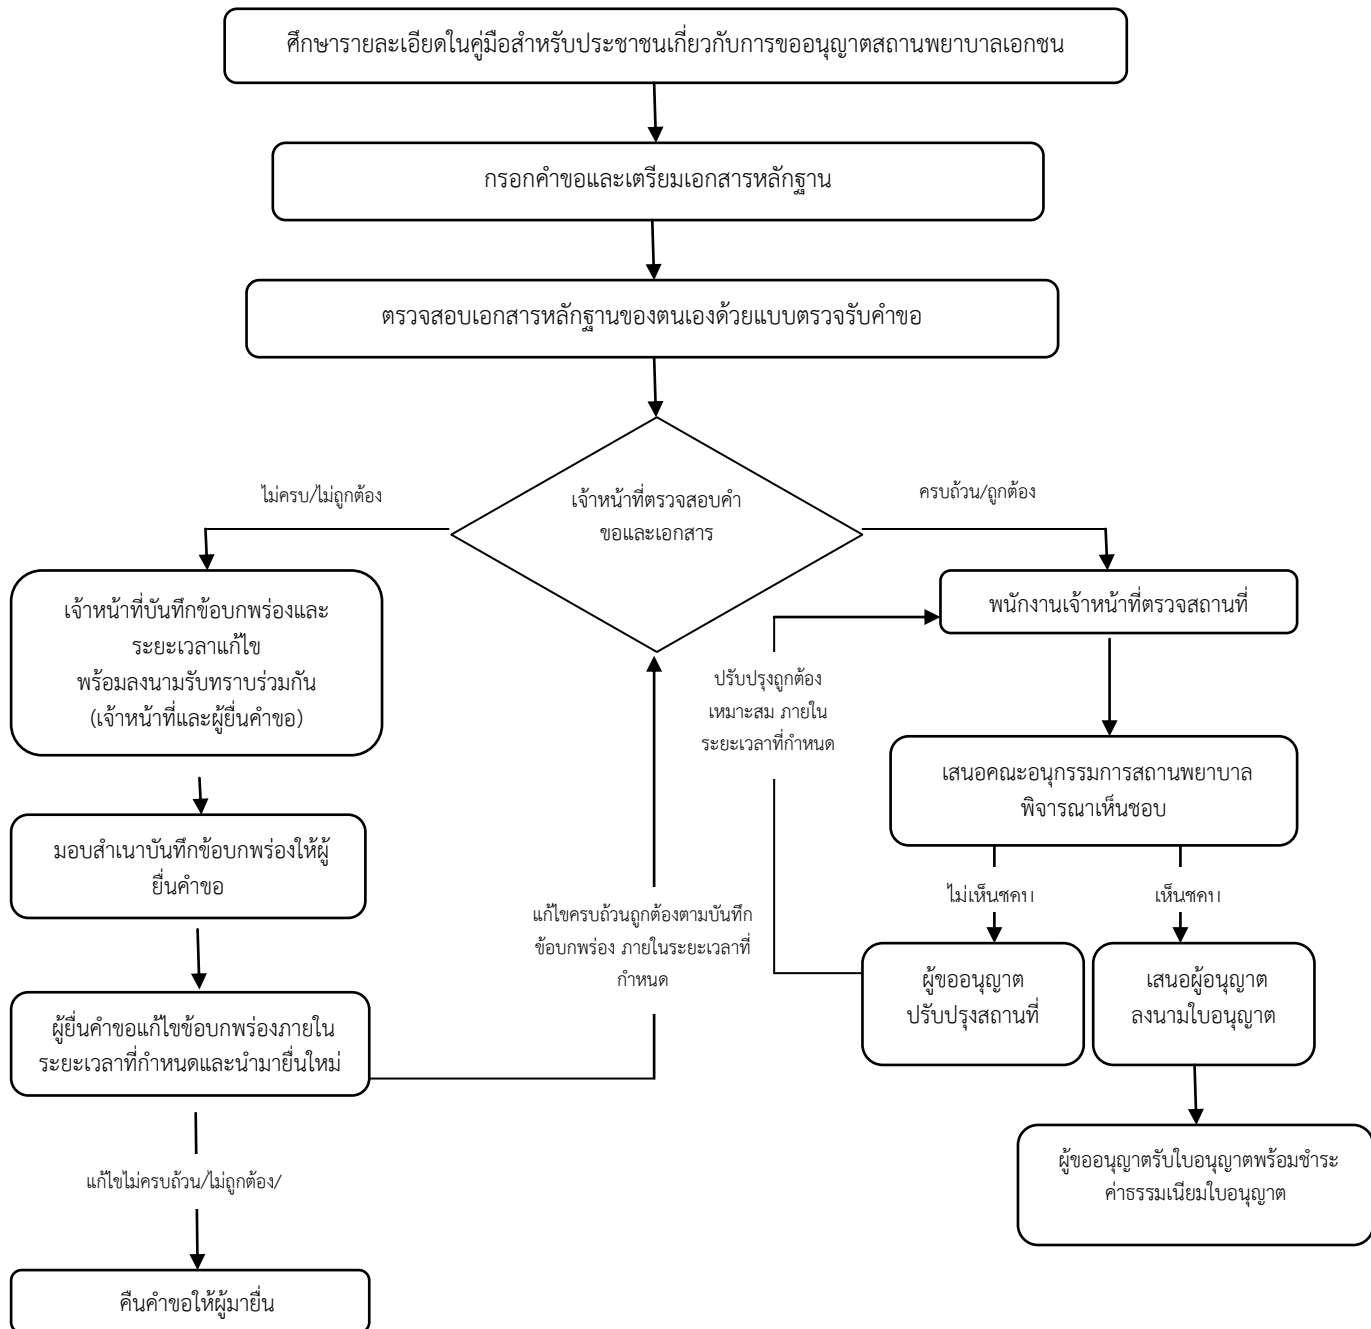 ศึกษารายละเอียดในคู่มือสำหรับประชาชนเกี่ยวกับการขออนุญาตสถานพยาบาลเอกชน
กรอกคำขอและเตรียมเอกสารหลักฐาน
ตรวจสอบเอกสารหลักฐานของตนเองด้วยแบบตรวจรับคำขอ
เจ้าหน้าที่ตรวจสอบคำ
ขอและเอกสาร
ไม่ครบ/ไม่ถูกต้อง
เจ้าหน้าที่บันทึกข้อบกพร่องและ
ระยะเวลาแก้ไข
พร้อมลงนามรับทราบร่วมกัน
(เจ้าหน้าที่และผู้ยื่นคำขอ)
มอบสำเนาบันทึกข้อบกพร่องให้ผู้
ยื่นคำขอ
ผู้ยื่นคำขอแก้ไขข้อบกพร่องภายใน
ระยะเวลาที่กำหนดและนำมายื่นใหม่
แก้ไขครบถ้วนถูกต้องตามบันทึก
ข้อบกพร่อง ภายในระยะเวลาที่
กำหนด
แก้ไขไม่ครบถ้วน/ไม่ถูกต้อง/
คืนคำขอให้ผู้มายื่น
ครบถ้วน/ถูกต้อง
พนักงานเจ้าหน้าที่ตรวจสถานที่
เสนอคณะอนุกรรมการสถานพยาบาล
พิจารณาเห็นชอบ
ไม่เห็นชอบ
ผู้ขออนุญาต
ปรับปรุงสถานที่
ปรับปรุงถูกต้อง
เหมาะสม ภายใน
ระยะเวลาที่กำหนด
เห็นชอบ
เสนอผู้อนุญาต
ลงนามใบอนุญาต
ผู้ขออนุญาตรับใบอนุญาตพร้อมชำระ
ค่าธรรมเนียมใบอนุญาต